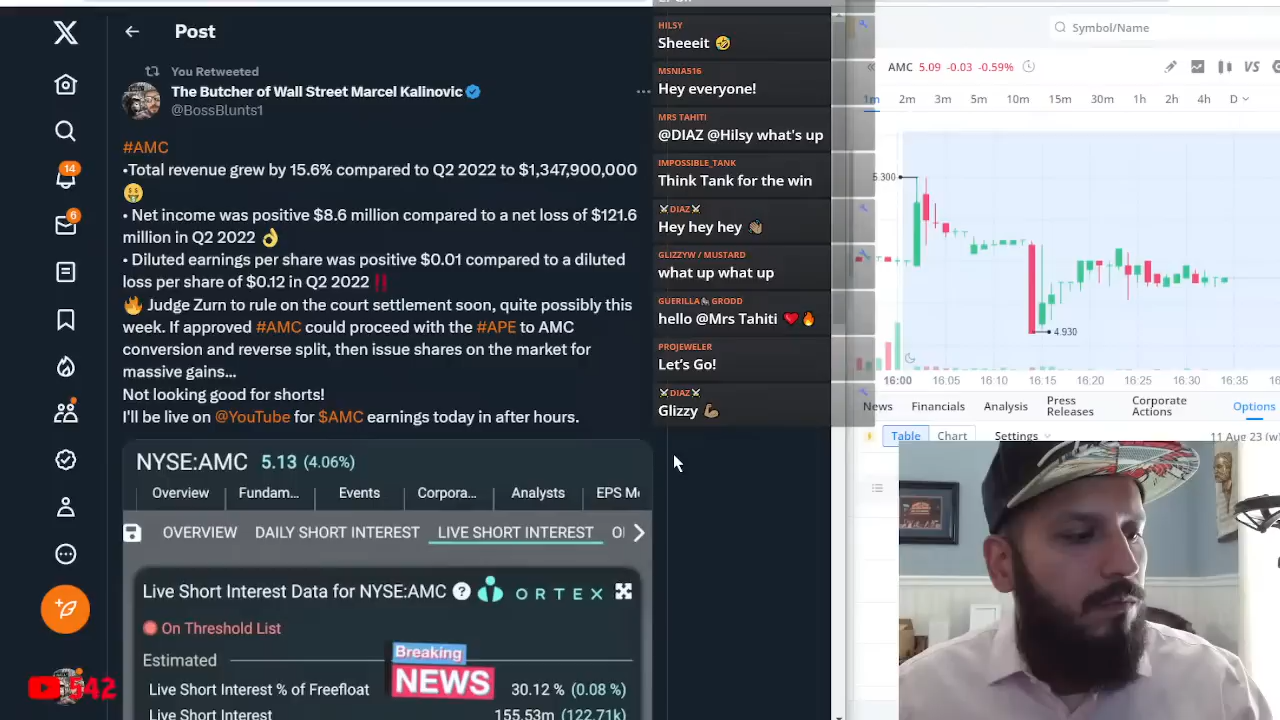 Post
You Retweeted
The Butcher of Wall Street Marcel Kalinovic
@BossBlunts1
#AMC
•Total revenue grew by 15.6% compared to Q2 2022 to $1,347,900,000
🤑
• Net income was positive $8.6 million compared to a net loss of $121.6
million in Q2 2022 👌
• Diluted earnings per share was positive $0.01 compared to a diluted
loss per share of $0.12 in Q2 2022 ‼️
🔥 Judge Zurn to rule on the court settlement soon, quite possibly this
week. If approved #AMC could proceed with the #APE to AMC
conversion and reverse split, then issue shares on the market for
massive gains...
Not looking good for shorts!
I'll be live on @YouTube for $AMC earnings today in after hours.
NYSE:AMC 5.13 (4.06%)
Overview Fundam... Events Corpora... Analysts
OVERVIEW DAILY SHORT INTEREST LIVE SHORT INTEREST
Live Short Interest Data for NYSE:AMC ? ORTEX
On Threshold List
Estimated
Breaking
NEWS
Live Short Interest % of Freefloat 30.12 % (0.08 %)
Live Short Interest 155.53m (122.71k)
14
6
542
HILSY
Sheeeit 🤣
MSNIA516
Hey everyone!
MRS TAHITI
@DIAZ @Hilsy what's up
IMPOSSIBLE_TANK
Think Tank for the win
⚔DIAZ⚔
Hey hey hey 👋🏽
GLIZZYW / MUSTARD
what up what up
GUERILLA🦍 GRODD
hello @Mrs Tahiti ❤️🔥
PROJEWELER
Let's Go!
⚔DIAZ⚔
Glizzy 💪🏽
Symbol/Name
AMC 5.09 -0.03 -0.59%
VS
1m 2m 3m 5m 10m 15m 30m 1h 2h 4h D
5.300
4.930
16:00 16:05 16:10 16:15 16:20 16:25 16:30 16:35
News Financials Analysis Press Releases Corporate Actions Options
Table Chart Settings 11 Aug 23